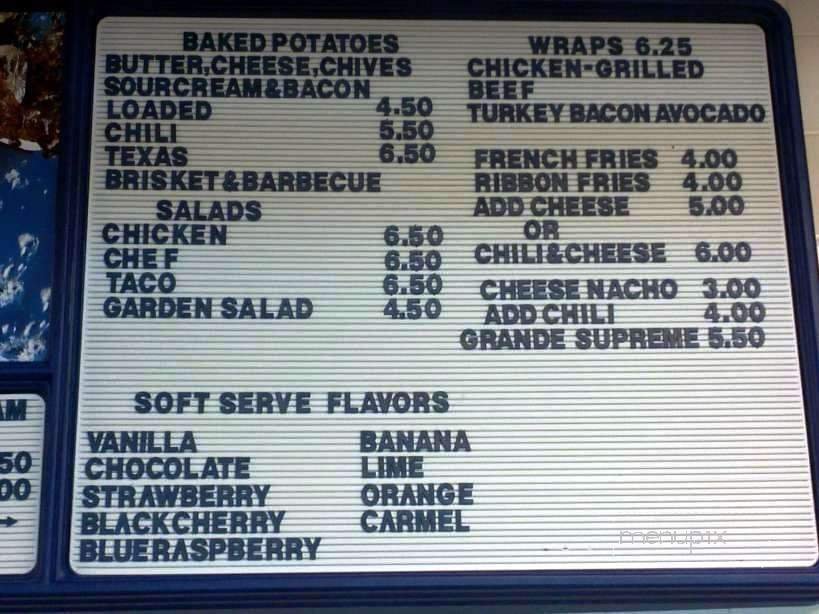 BAKED POTATOES
BUTTER,CHEESE,CHIVES
SOURCREAM&BACON
LOADED 4.50
CHILI 5.50
TEXAS 6.50
BRISKET&BARBECUE
SALADS
CHICKEN 6.50
CHEF 6.50
TACO 6.50
GARDEN SALAD 4.50
WRAPS 6.25
CHICKEN-GRILLED
BEEF
TURKEY BACON AVOCADO
FRENCH FRIES 4.00
RIBBON FRIES 4.00
ADD CHEESE 5.00
OR
CHILI&CHEESE 6.00
CHEESE NACHO 3.00
ADD CHILI 4.00
GRANDE SUPREME 5.50
SOFT SERVE FLAVORS
VANILLA
CHOCOLATE
STRAWBERRY
BLACKCHERRY
BLUERASPBERRY
BANANA
LIME
ORANGE
CARMEL
AM
50
00
menupix